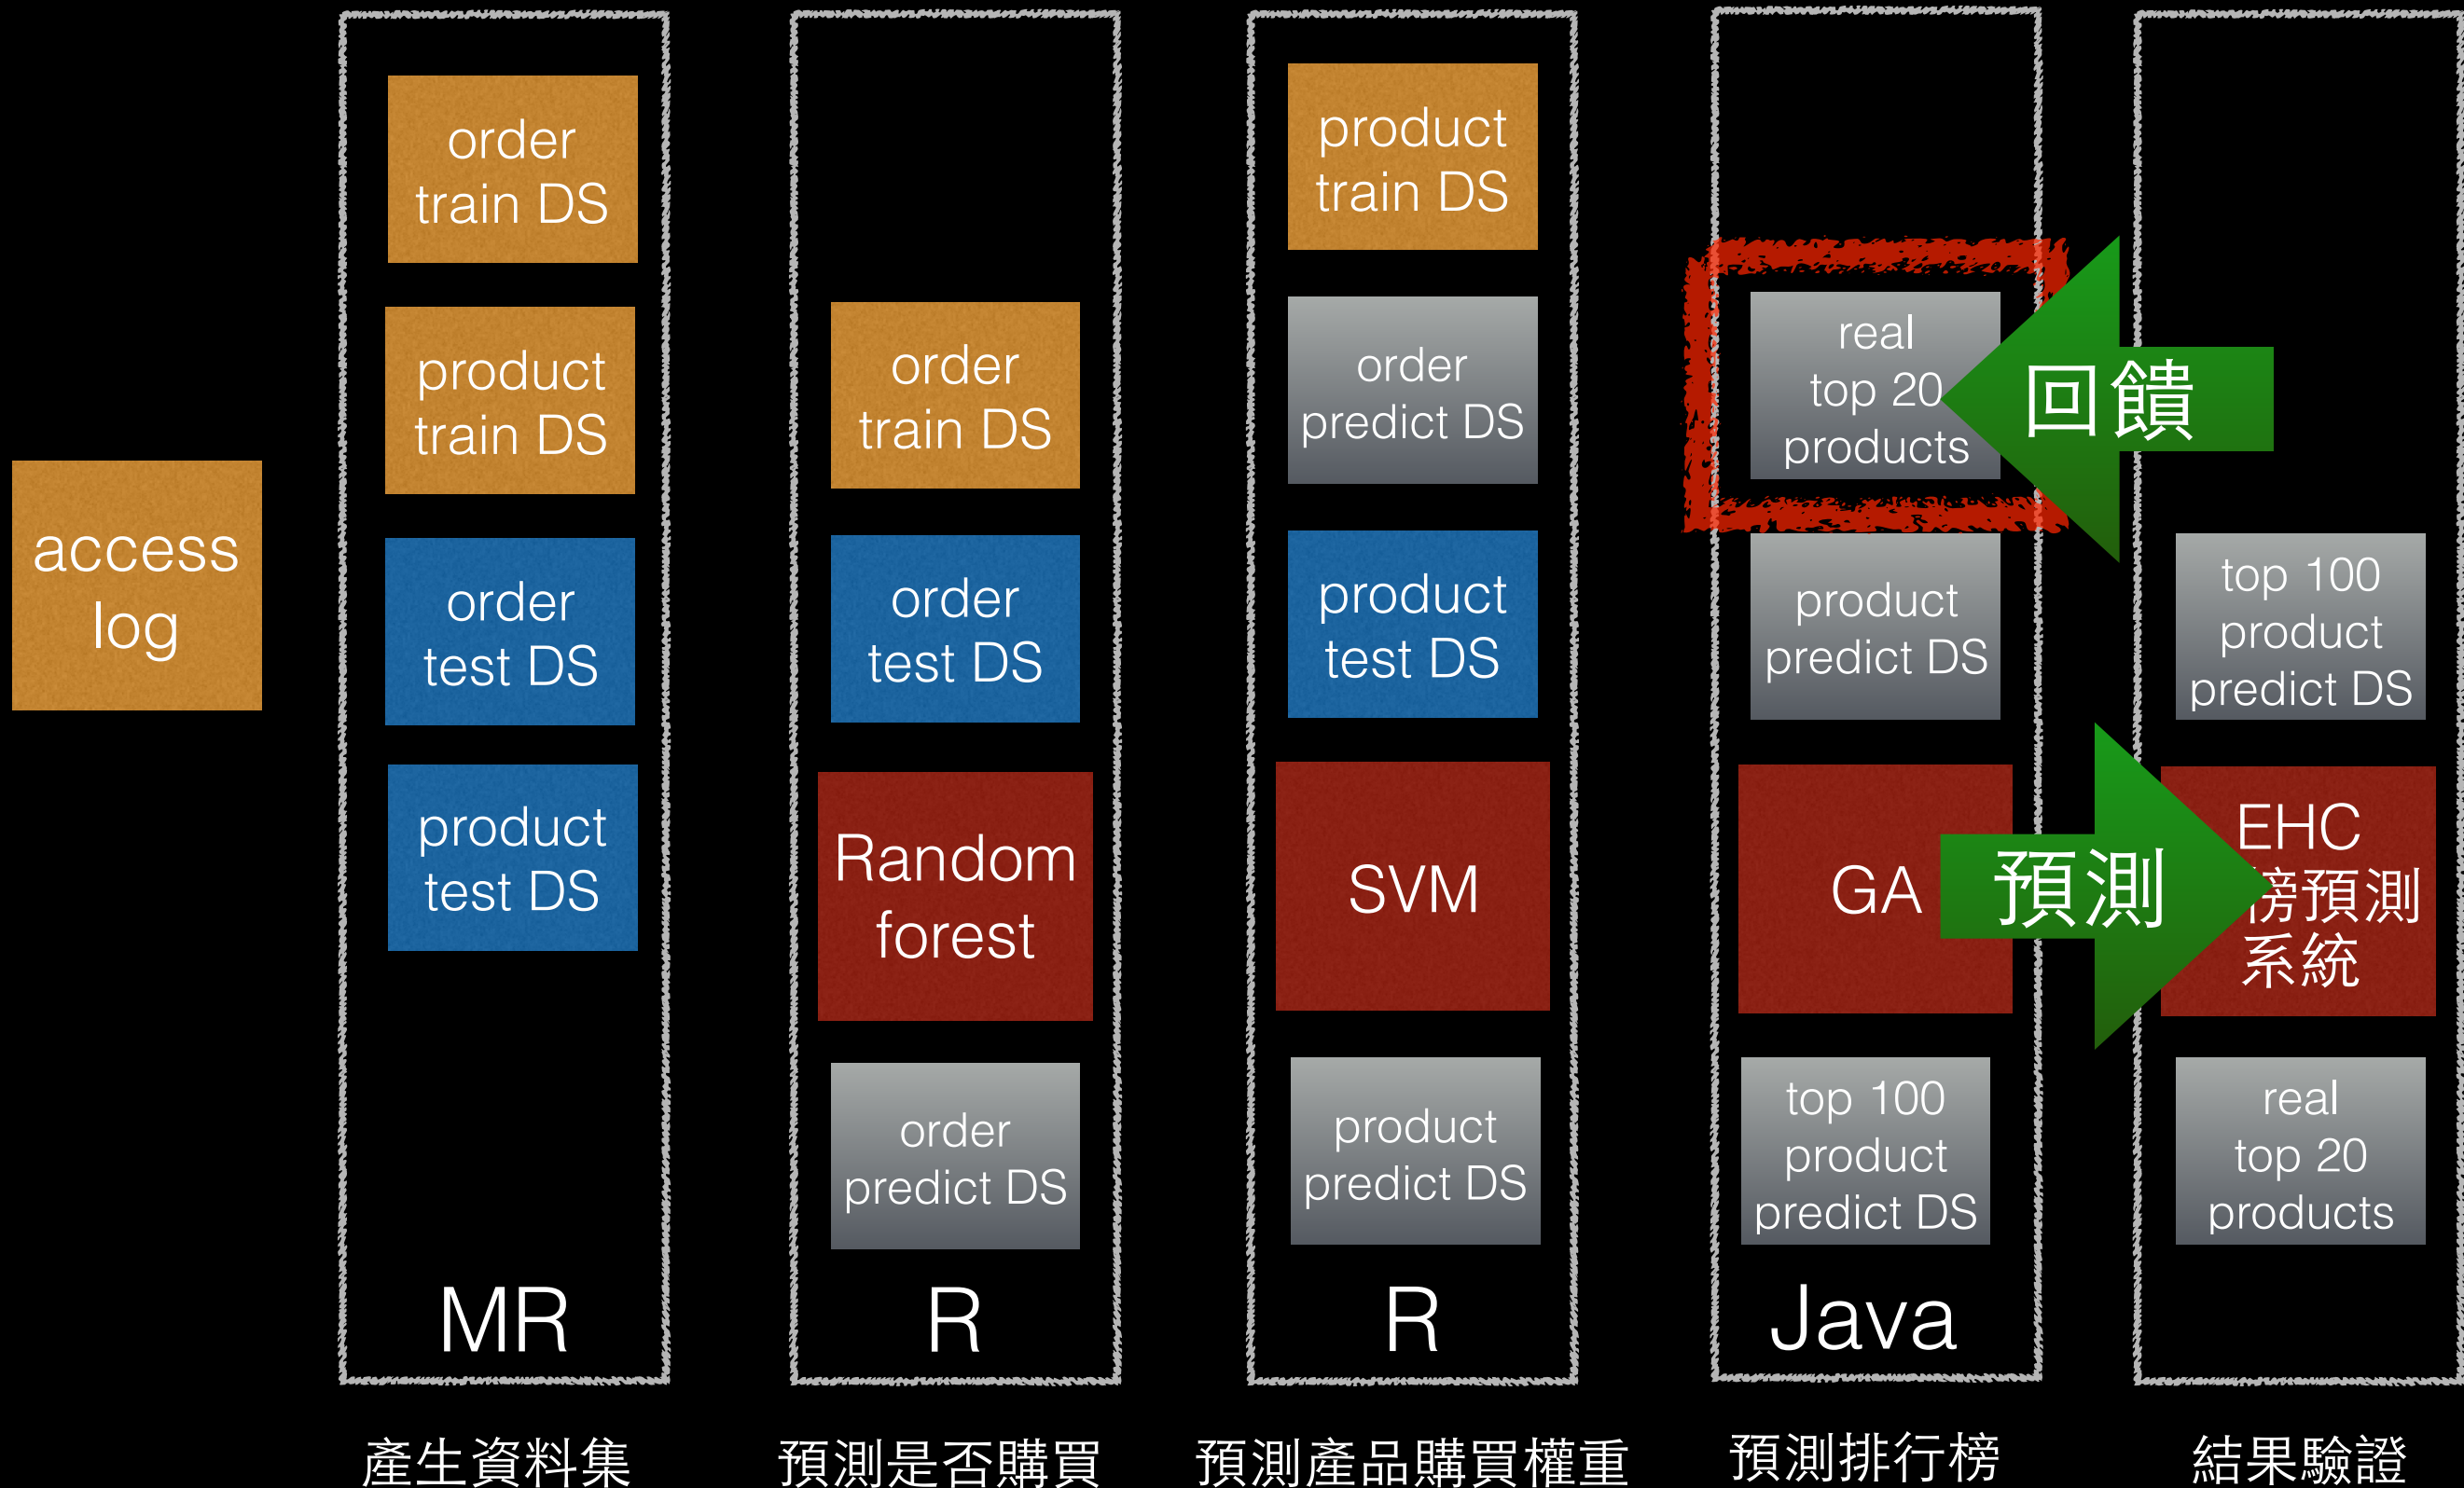 access
log
order
train DS
product
train DS
order
test DS
product
test DS
MR
產生資料集
order
train DS
order
test DS
Random
forest
order
predict DS
R
預測是否購買
product
train DS
order
predict DS
product
test DS
SVM
product
predict DS
R
預測產品購買權重
real
top 20
products
回饋
product
predict DS
GA
預測
top 100
product
predict DS
Java
預測排行榜
top 100
product
predict DS
EHC
榜預測
系統
real
top 20
products
結果驗證